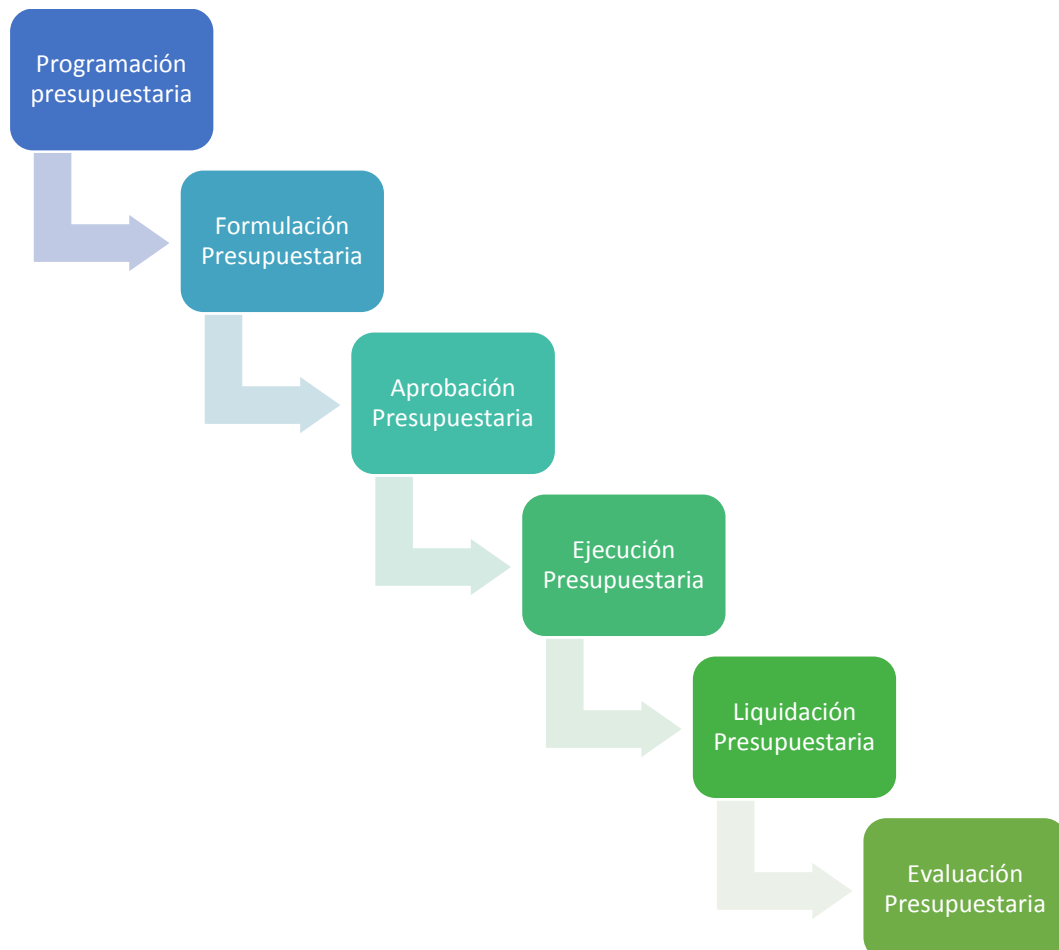 Programación
presupuestaria
Formulación
Presupuestaria
Aprobación
Presupuestaria
Ejecución
Presupuestaria
Liquidación
Presupuestaria
Evaluación
Presupuestaria